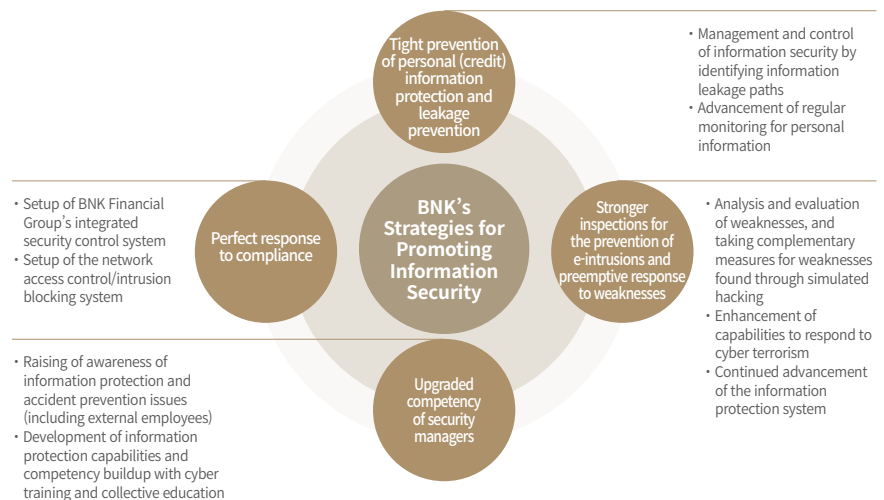 Tight prevention
of personal (credit)
information
protection and
leakage
prevention
・Management and control
of information security by
identifying information
leakage paths
・Advancement of regular
monitoring for personal
information
・Setup of BNK Financial
Group's integrated
security control system
・Setup of the network
access control/intrusion
blocking system
Perfect response
to compliance
BNK's
Strategies for
Promoting
Information
Security
Stronger
inspections for
the prevention of
e-intrusions and
preemptive response
to weaknesses
・Analysis and evaluation
of weaknesses, and
taking complementary
measures for weaknesses
found through simulated
hacking
・Enhancement of
capabilities to respond to
cyber terrorism
・Continued advancement
of the information
protection system
・Raising of awareness of
information protection and
accident prevention issues
(including external employees)
・Development of information
protection capabilities and
competency buildup with cyber
training and collective education
Upgraded
competency
of security
managers